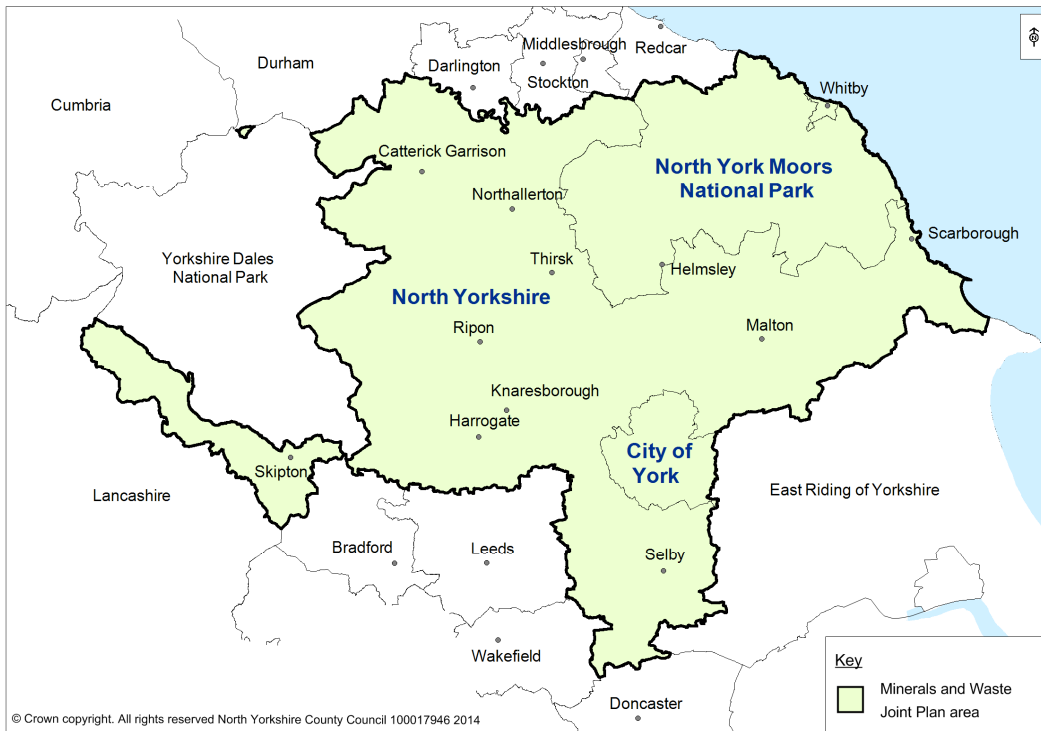 Middlesbrough
Redcar
Durham
Darlington
Stockton
Cumbria
Whitby
N
Catterick Garrison
North York Moors
National Park
Northallerton
Scarborough
Yorkshire Dales
National Park
Thirsk
Helmsley
North Yorkshire
Ripon
Malton
Knaresborough
Harrogate
City of
York
Skipton
Lancashire
East Riding of Yorkshire
Bradford
Leeds
Selby
Wakefield
Doncaster
Key
Minerals and Waste
Joint Plan area
© Crown copyright. All rights reserved North Yorkshire County Council 100017946 2014